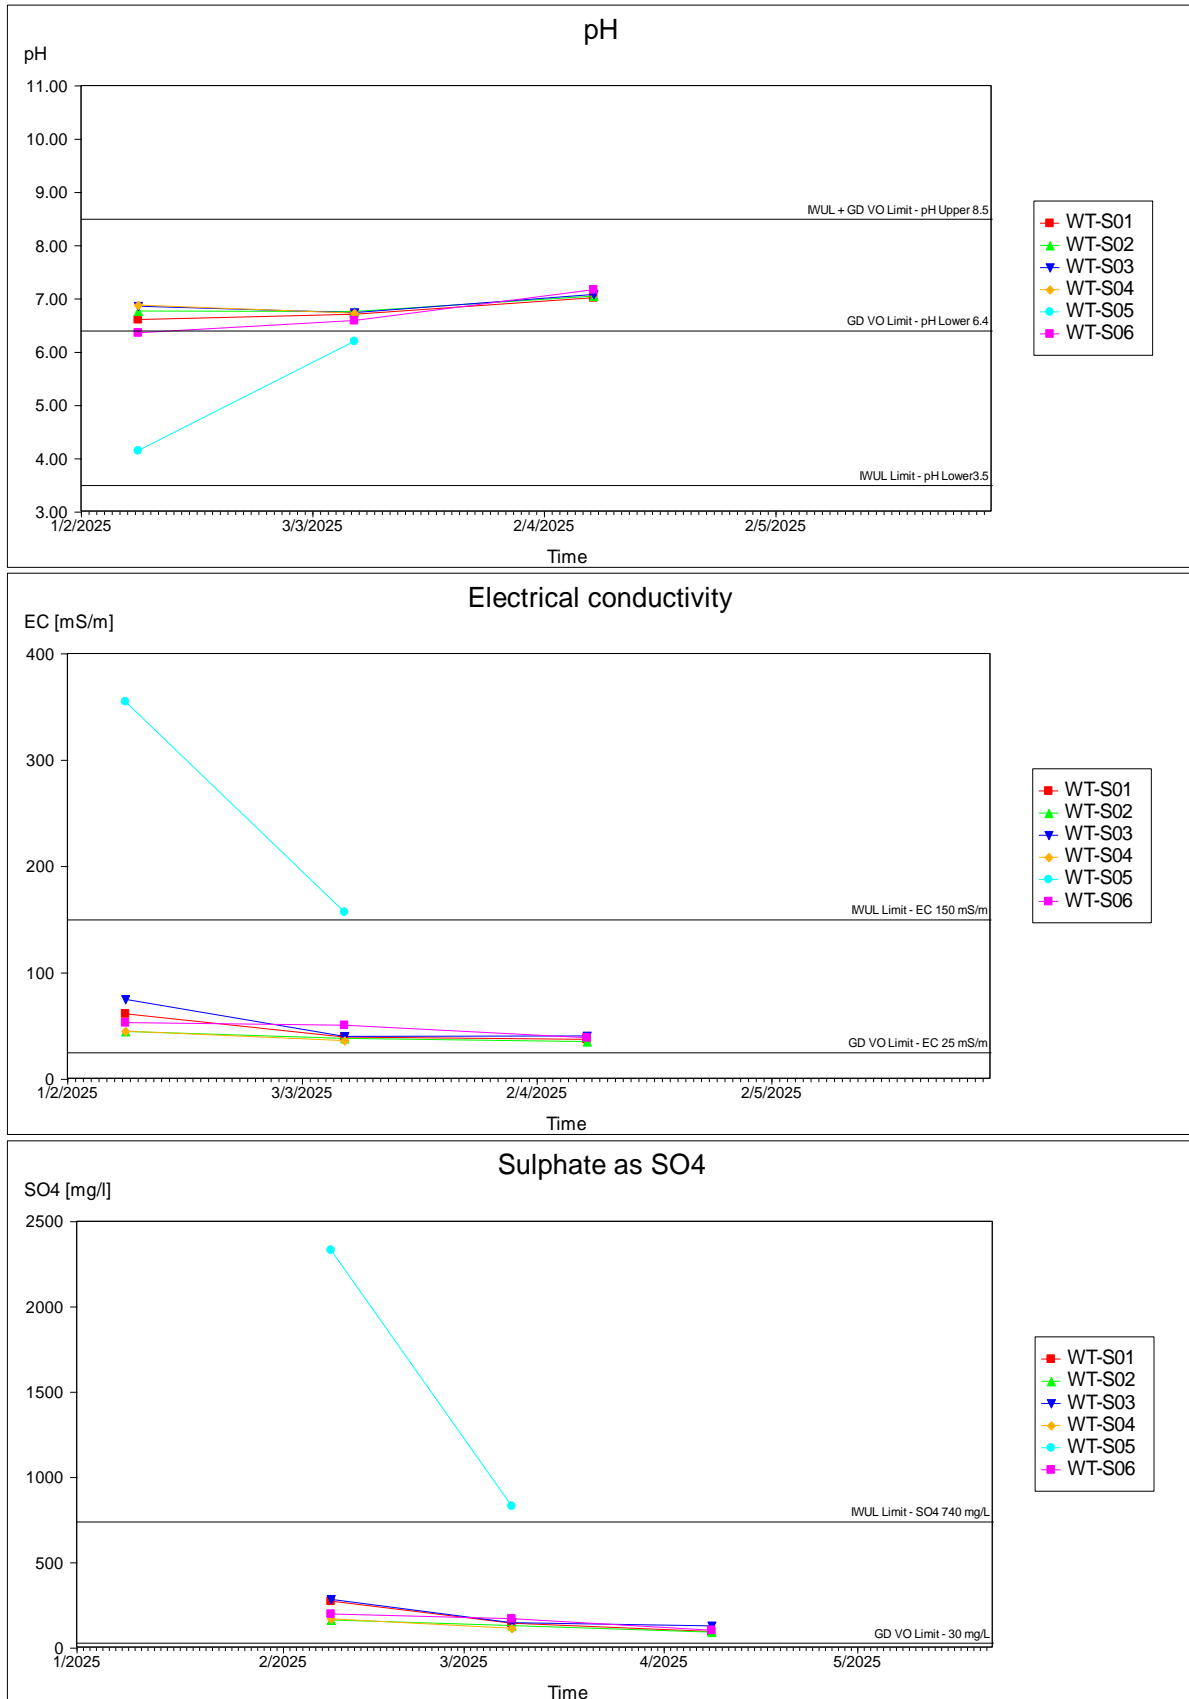 pH
pH
11.00
10.00
9.00
IWUL + GD VO Limit - pH Upper 8.5
8.00
7.00
GD VO Limit - pH Lower 6.4
6.00
5.00
4.00
IWUL Limit - pH Lower3.5
3.00
1/2/2025 3/3/2025 2/4/2025 2/5/2025
Time
WT-S01
WT-S02
WT-S03
WT-S04
WT-S05
WT-S06
Electrical conductivity
EC [mS/m]
400
300
200
IWUL Limit - EC 150 mS/m
100
GD VO Limit - EC 25 mS/m
0
1/2/2025 3/3/2025 2/4/2025 2/5/2025
Time
WT-S01
WT-S02
WT-S03
WT-S04
WT-S05
WT-S06
Sulphate as SO4
SO4 [mg/l]
2500
2000
1500
1000
IWUL Limit - SO4 740 mg/L
500
GD VO Limit - 30 mg/L
0
1/2025 2/2025 3/2025 4/2025 5/2025
Time
WT-S01
WT-S02
WT-S03
WT-S04
WT-S05
WT-S06